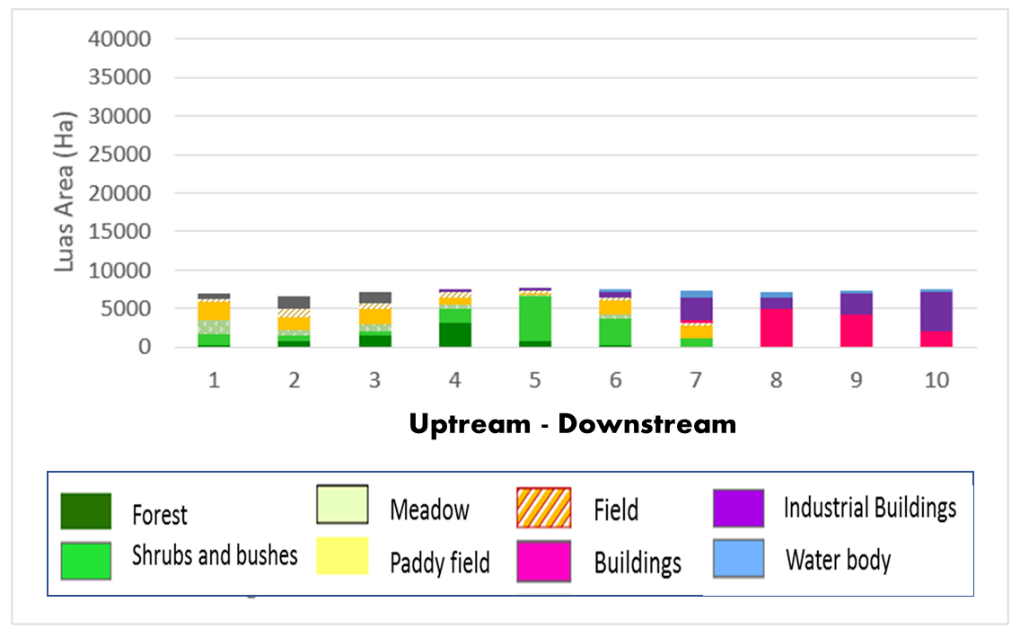 40000
35000
30000
25000
20000
15000
10000
5000
0
Luas Area (Ha)
1 2 3 4 5 6 7 8 9 10
Uptream - Downstream
Forest
Meadow
Field
Industrial Buildings
Shrubs and bushes
Paddy field
Buildings
Water body